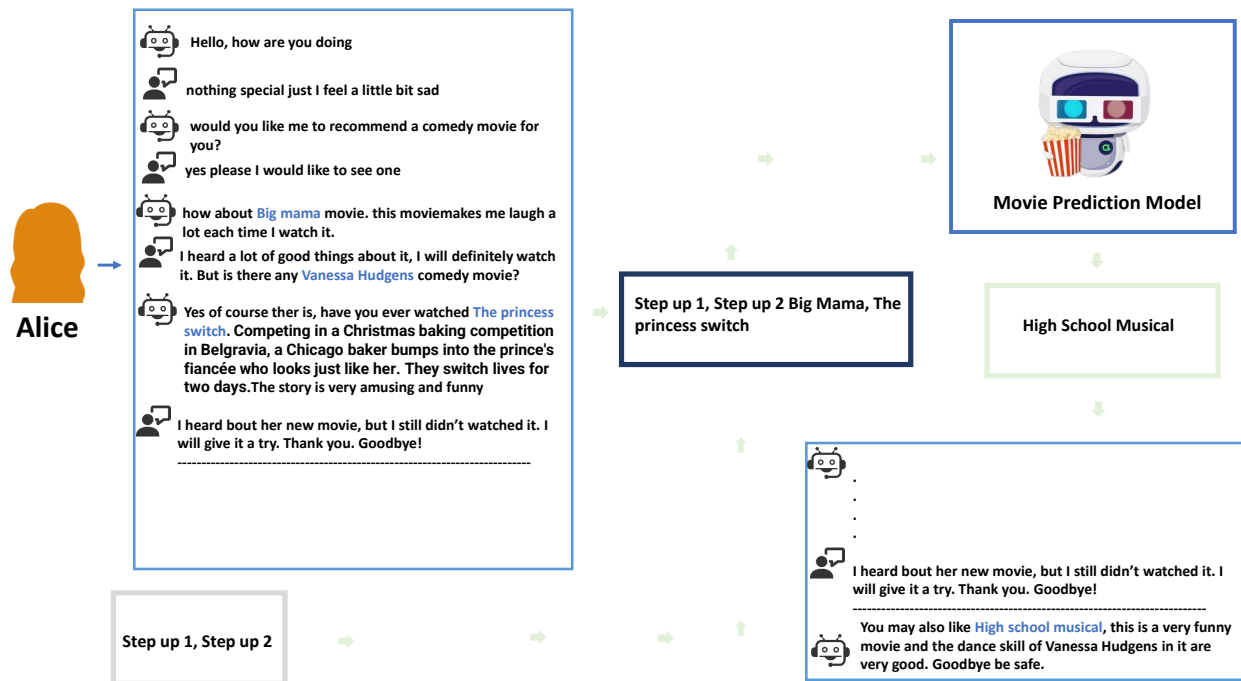 Hello, how are you doing
nothing special just I feel a little bit sad
would you like me to recommend a comedy movie for
you?
yes please I would like to see one
how about Big mama movie. this moviemakes me laugh a
lot each time I watch it.
I heard a lot of good things about it, I will definitely watch
it. But is there any Vanessa Hudgens comedy movie?
Yes of course ther is, have you ever watched The princess
switch. Competing in a Christmas baking competition
in Belgravia, a Chicago baker bumps into the prince's
fiancée who looks just like her. They switch lives for
two days.The story is very amusing and funny
I heard bout her new movie, but I still didn’t watched it. I
will give it a try. Thank you. Goodbye!
---------------------------------------------------------------------------
Alice
Step up 1, Step up 2
Step up 1, Step up 2 Big Mama, The
princess switch
Movie Prediction Model
High School Musical
.
.
.
.
I heard bout her new movie, but I still didn’t watched it. I
will give it a try. Thank you. Goodbye!
---------------------------------------------------------------------------
You may also like High school musical, this is a very funny
movie and the dance skill of Vanessa Hudgens in it are
very good. Goodbye be safe.